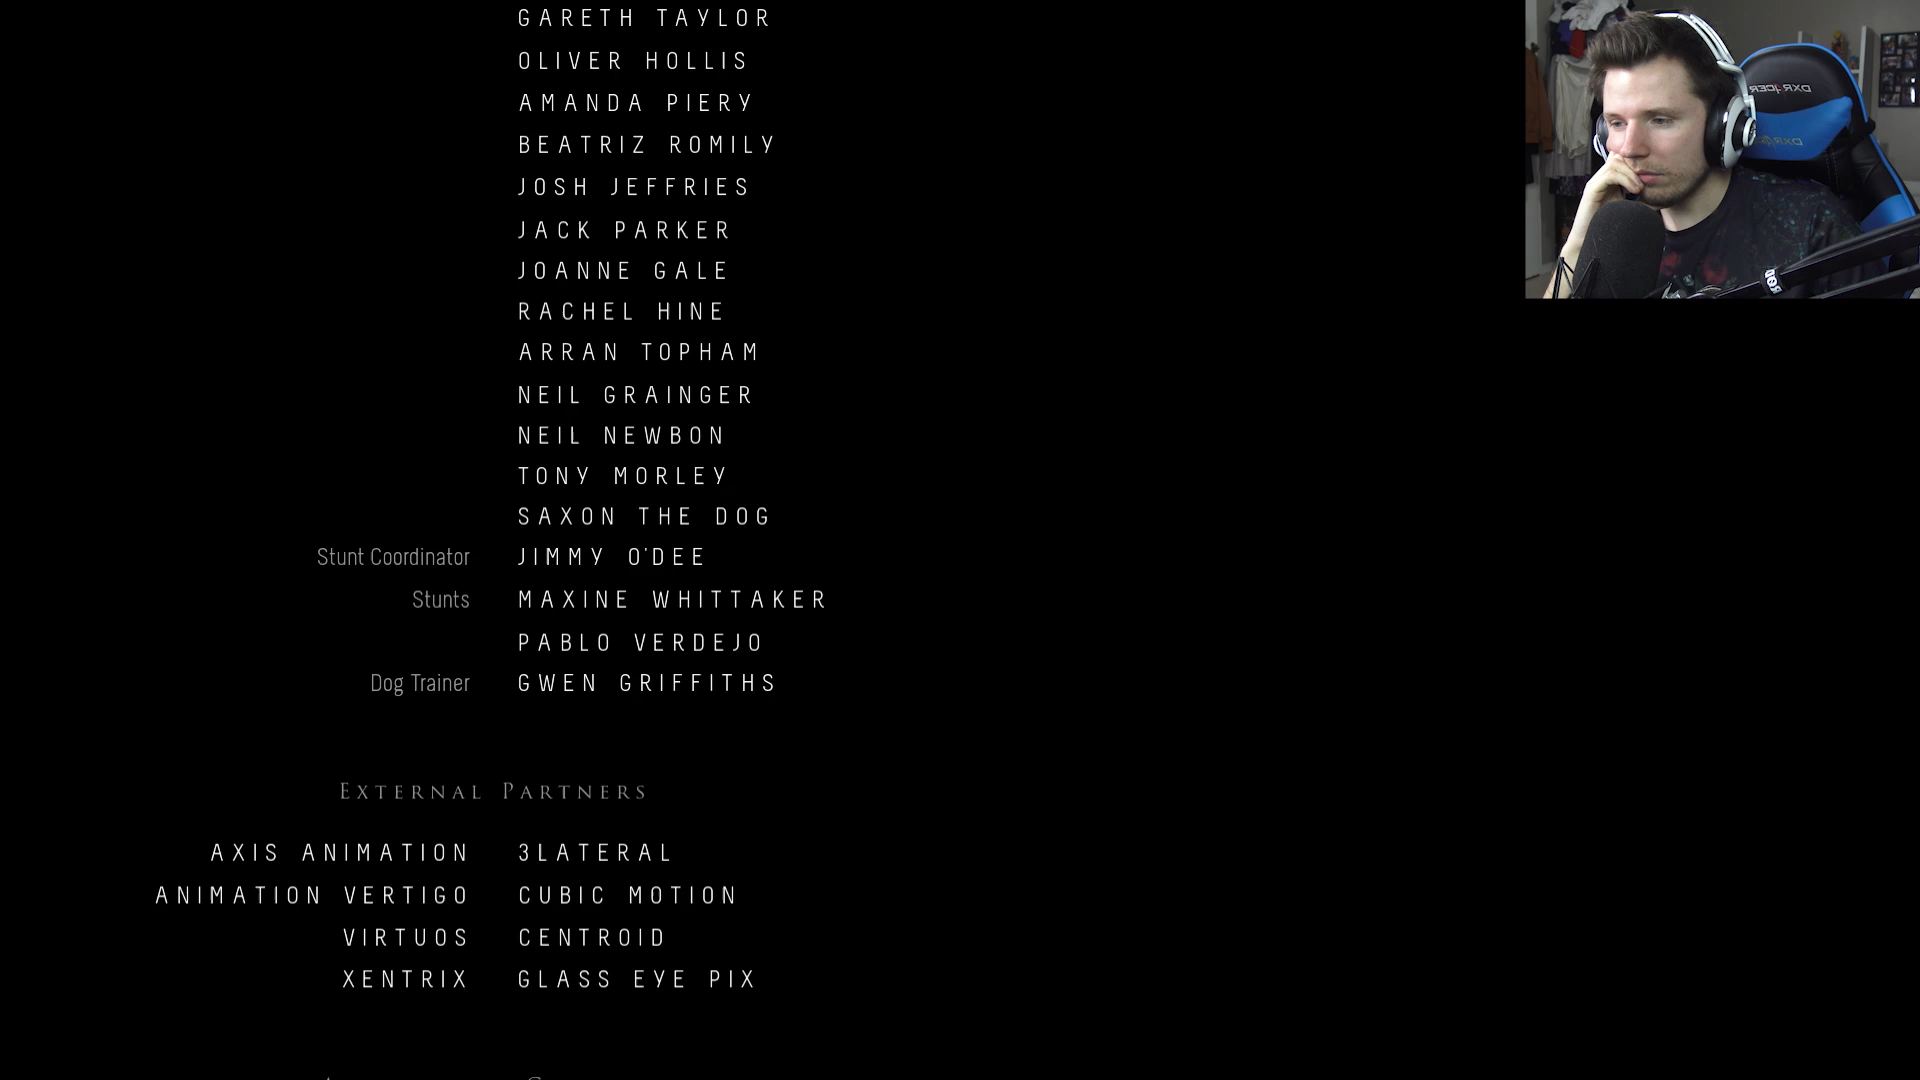 GARETH TAYLOR
OLIVER HOLLIS
AMANDA PIERY
BEATRIZ ROMILY
JOSH JEFFRIES
JACK PARKER
JOANNE GALE
RACHEL HINE
ARRAN TOPHAM
NEIL GRAINGER
NEIL NEWBON
TONY MORLEY
SAXON THE DOG
Stunt Coordinator JIMMY O'DEE
Stunts MAXINE WHITTAKER
PABLO VERDEJO
Dog Trainer GWEN GRIFFITHS
EXTERNAL PARTNERS
AXIS ANIMATION 3LATERAL
ANIMATION VERTIGO CUBIC MOTION
VIRTUOS CENTROID
XENTRIX GLASS EYE PIX
DXRACER